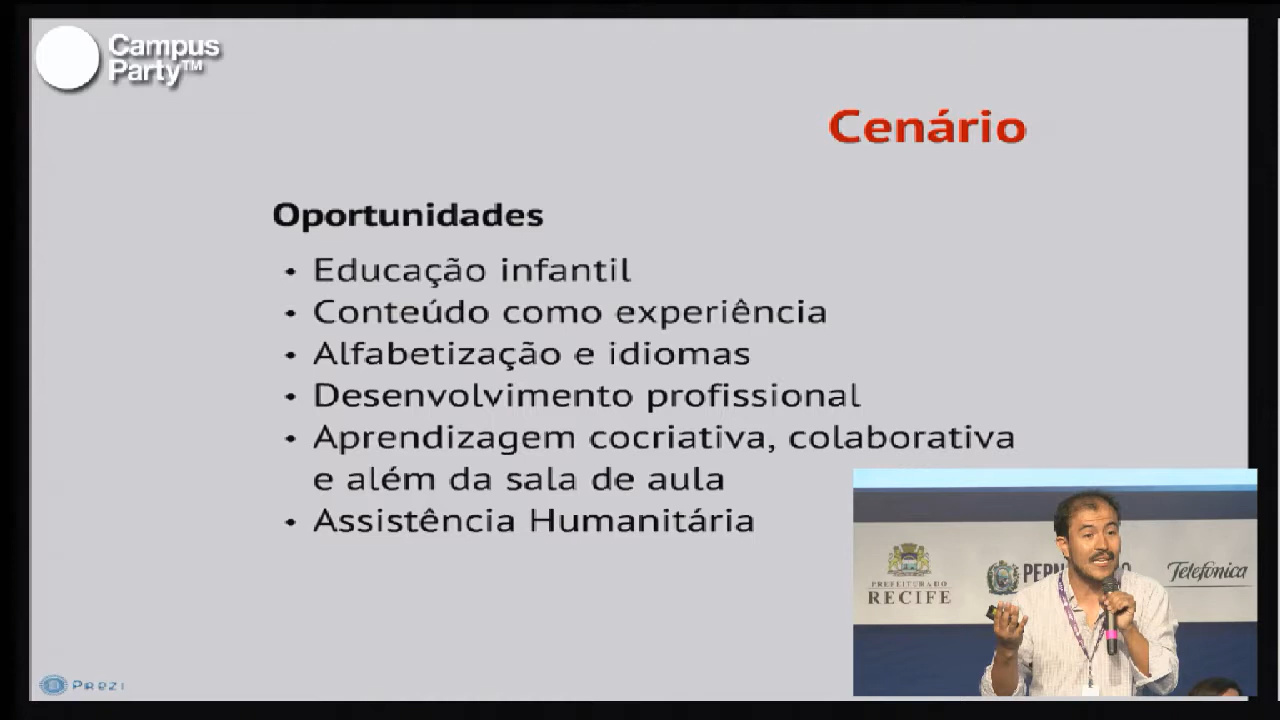 Campus
Party™
Cenário
Oportunidades
• Educação infantil
• Conteúdo como experiência
• Alfabetização e idiomas
• Desenvolvimento profissional
• Aprendizagem cocriativa, colaborativa
e além da sala de aula
• Assistência Humanitária
PREFEITURA DO
RECIFE
Telefónica
Prezi